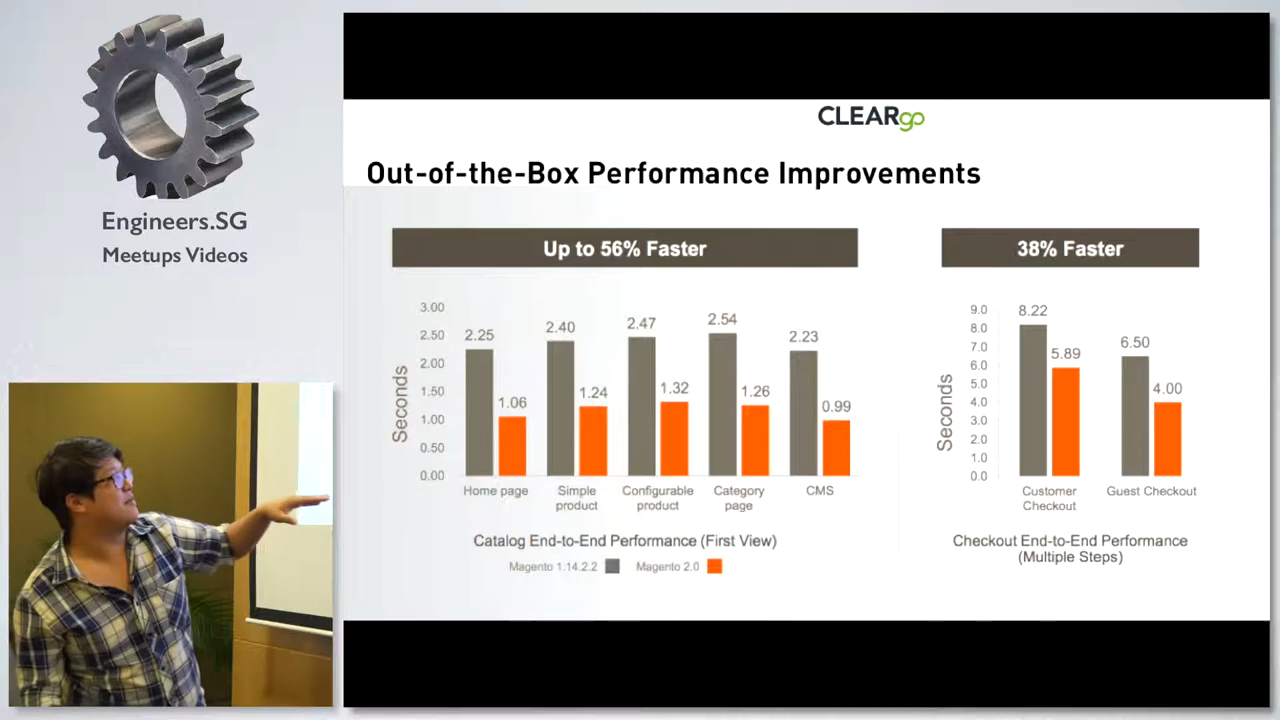 Engineers.SG
Meetups Videos
CLEARgo
Out-of-the-Box Performance Improvements
Up to 56% Faster
3.00
2.50
2.00
1.50
1.00
0.50
0.00
Seconds
2.25
1.06
2.40
1.24
2.47
1.32
2.54
1.26
2.23
0.99
Home page
Simple
product
Configurable
product
Category
page
CMS
Catalog End-to-End Performance (First View)
Magento 1.14.2.2
Magento 2.0
38% Faster
9.0
8.0
7.0
6.0
5.0
4.0
3.0
2.0
1.0
0.0
Seconds
8.22
5.89
6.50
4.00
Customer
Checkout
Guest Checkout
Checkout End-to-End Performance
(Multiple Steps)